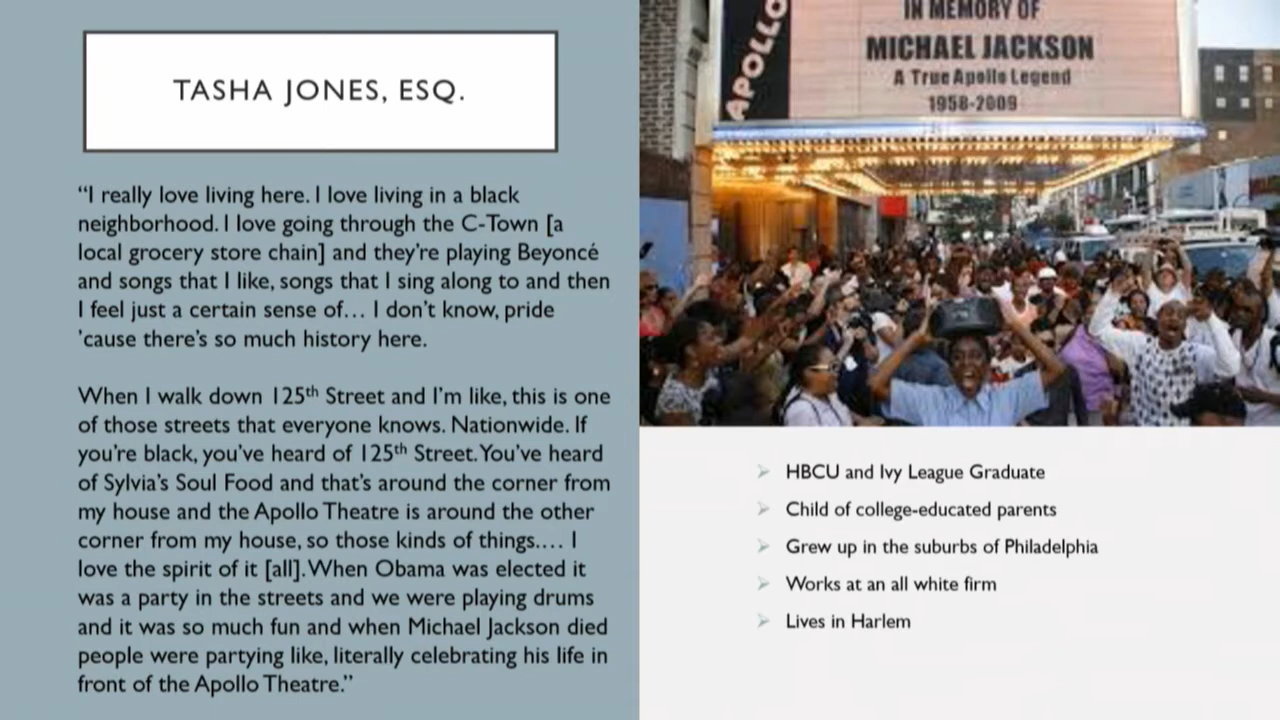 TASHA JONES, ESQ.
“I really love living here. I love living in a black
neighborhood. I love going through the C-Town [a
local grocery store chain] and they’re playing Beyoncé
and songs that I like, songs that I sing along to and then
I feel just a certain sense of… I don’t know, pride
’cause there’s so much history here.
When I walk down 125th Street and I’m like, this is one
of those streets that everyone knows. Nationwide. If
you’re black, you’ve heard of 125th Street. You’ve heard
of Sylvia’s Soul Food and that’s around the corner from
my house and the Apollo Theatre is around the other
corner from my house, so those kinds of things…. I
love the spirit of it [all]. When Obama was elected it
was a party in the streets and we were playing drums
and it was so much fun and when Michael Jackson died
people were partying like, literally celebrating his life in
front of the Apollo Theatre.”
APOLLO
IN MEMORY OF
MICHAEL JACKSON
A True Apollo Legend
1958-2009
HBCU and Ivy League Graduate
Child of college-educated parents
Grew up in the suburbs of Philadelphia
Works at an all white firm
Lives in Harlem